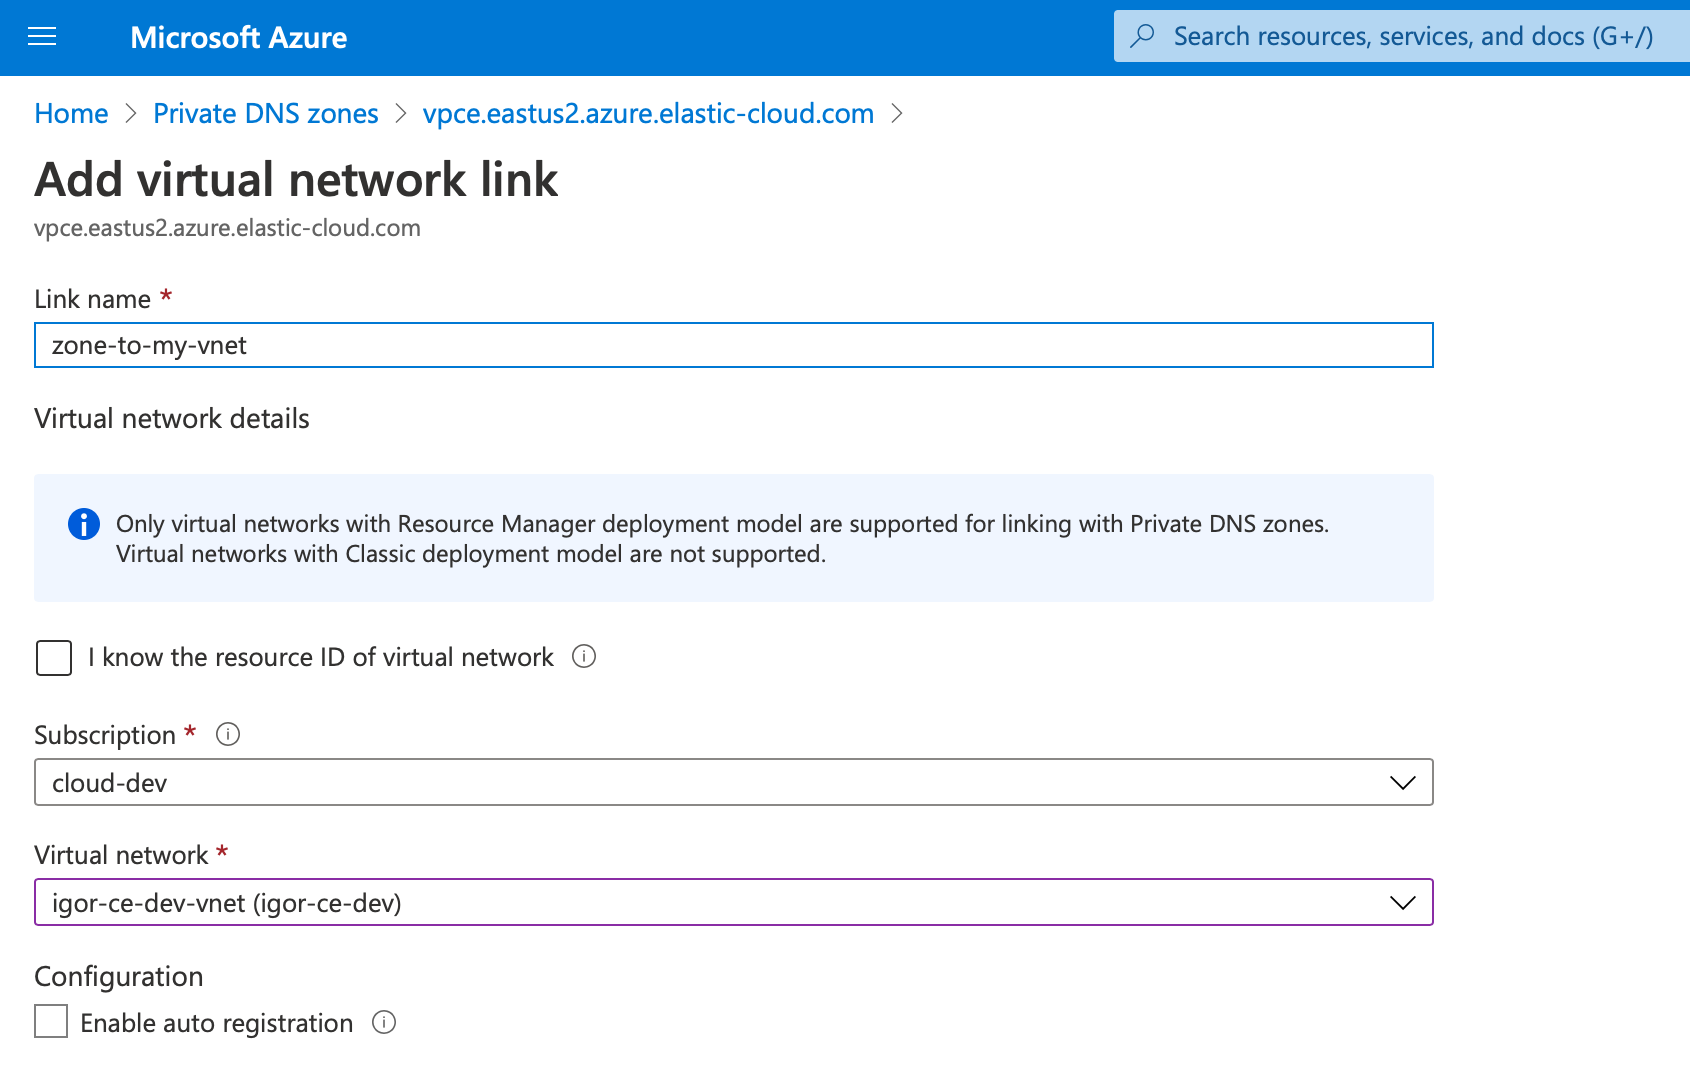 Microsoft Azure
Search resources, services, and docs (G+/)
Home > Private DNS zones > vpce.eastus2.azure.elastic-cloud.com >
Add virtual network link
vpce.eastus2.azure.elastic-cloud.com
Link name *
zone-to-my-vnet
Virtual network details
Only virtual networks with Resource Manager deployment model are supported for linking with Private DNS zones.
Virtual networks with Classic deployment model are not supported.
I know the resource ID of virtual network
Subscription *
cloud-dev
Virtual network *
igor-ce-dev-vnet (igor-ce-dev)
Configuration
Enable auto registration